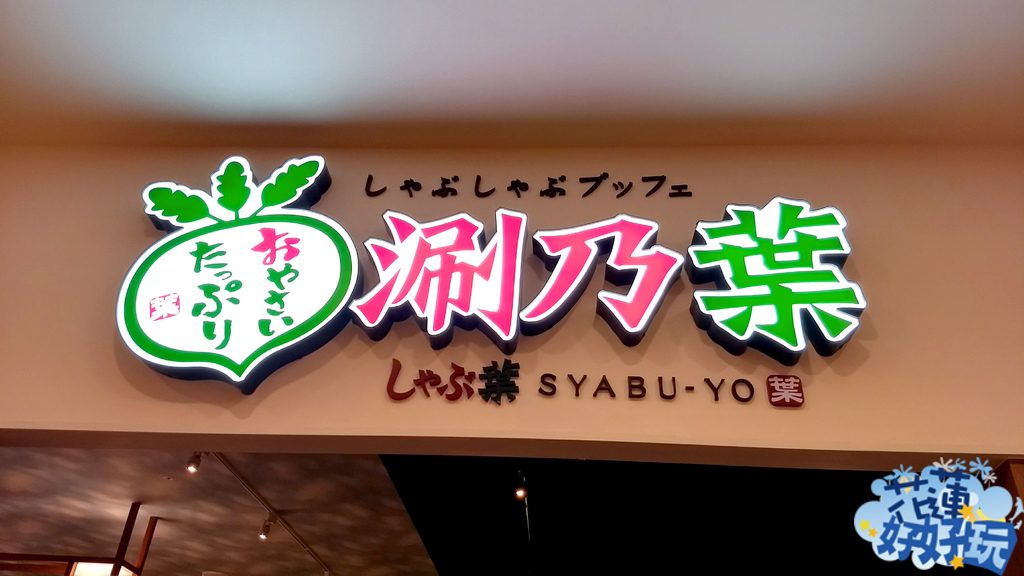 おやさい
たっぷり
葉
しゃぶしゃぶブッフェ
涮乃葉
しゃぶ葉 SYABU-YO 葉
花蓮
好好玩